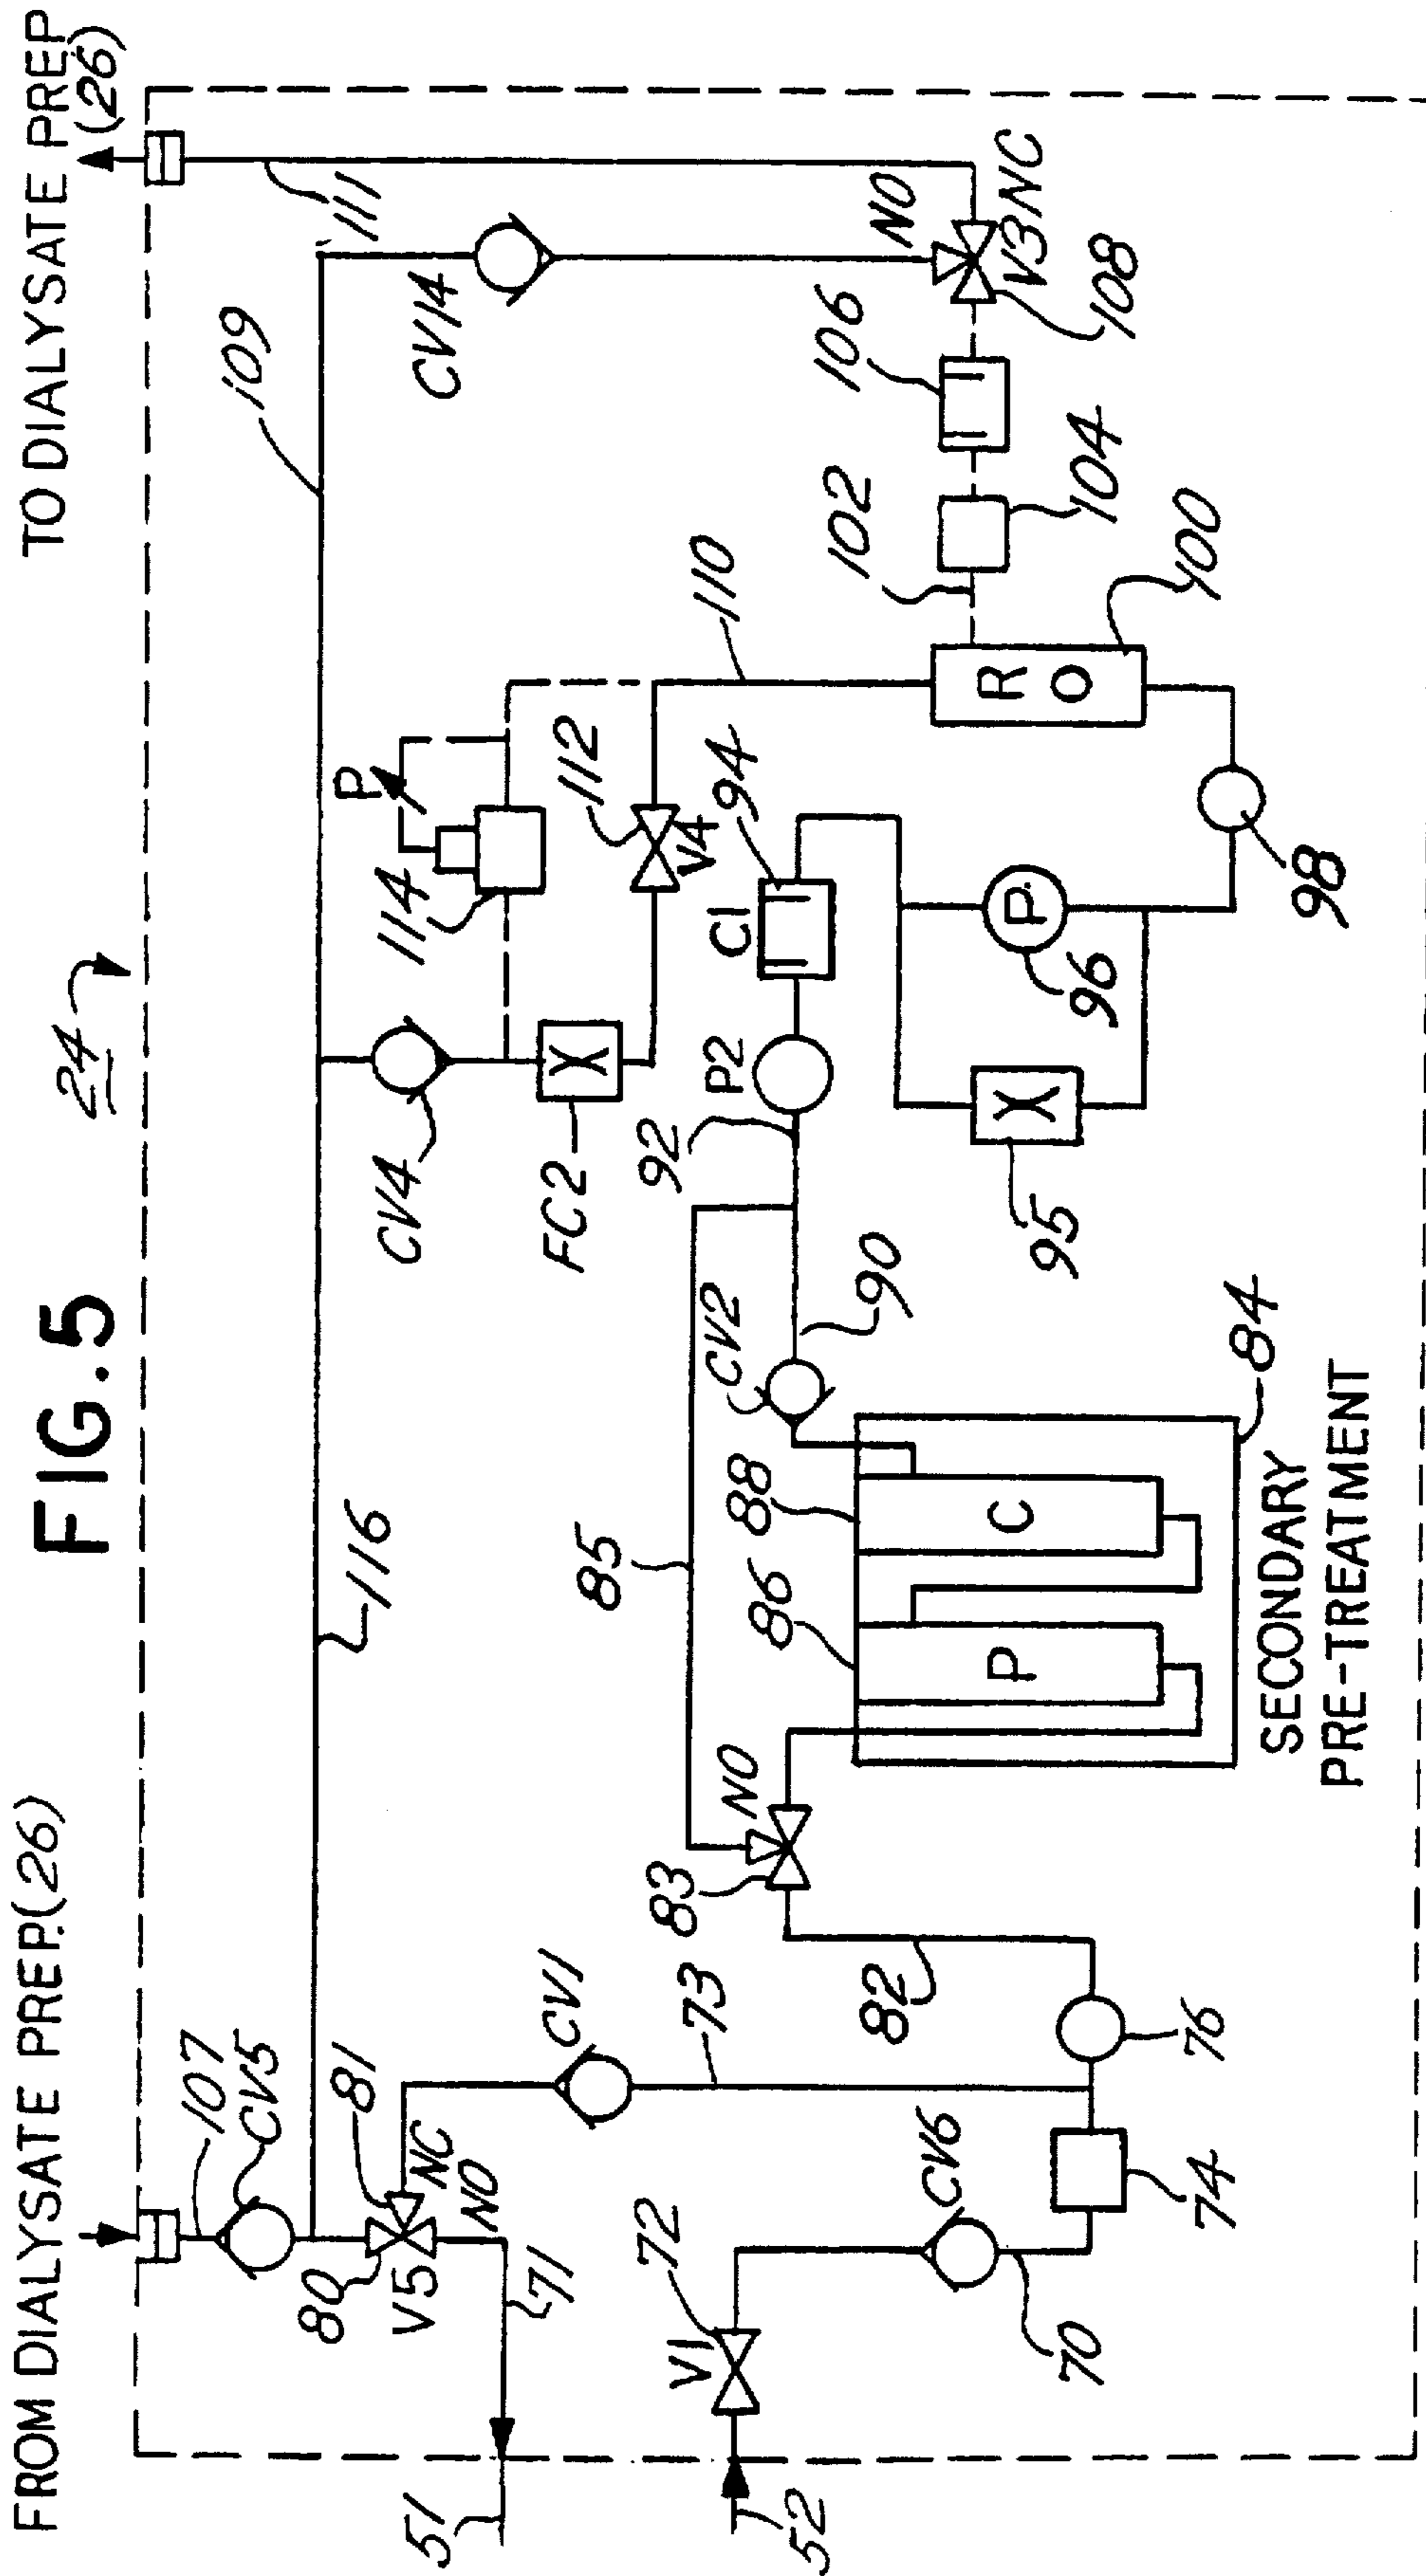 FIG. 5
24
FROM DIALYSATE PREP. (26)
TO DIALYSATE PREP
(26)
107
CV5
80
V5
81
NC
NO
71
51
116
109
111
CV14
CV4
FC2
114
P
112
V4
110
CV1
73
52
V1
72
CV6
70
74
76
82
83
NO
85
86
88
P
C
84
SECONDARY
PRE-TREATMENT
CV2
90
92
P2
C1
94
95
P
96
98
R
O
100
102
104
106
NO
V3
NC
108